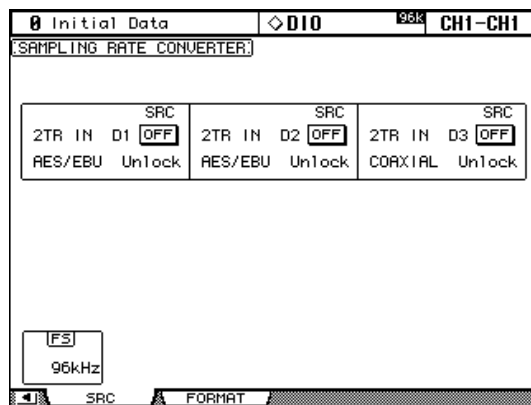 0 Initial Data ◇DIO 96k CH1-CH1
SAMPLING RATE CONVERTER
SRC SRC SRC
2TR IN D1 OFF 2TR IN D2 OFF 2TR IN D3 OFF
AES/EBU Unlock AES/EBU Unlock COAXIAL Unlock
FS
96kHz
SRC FORMAT